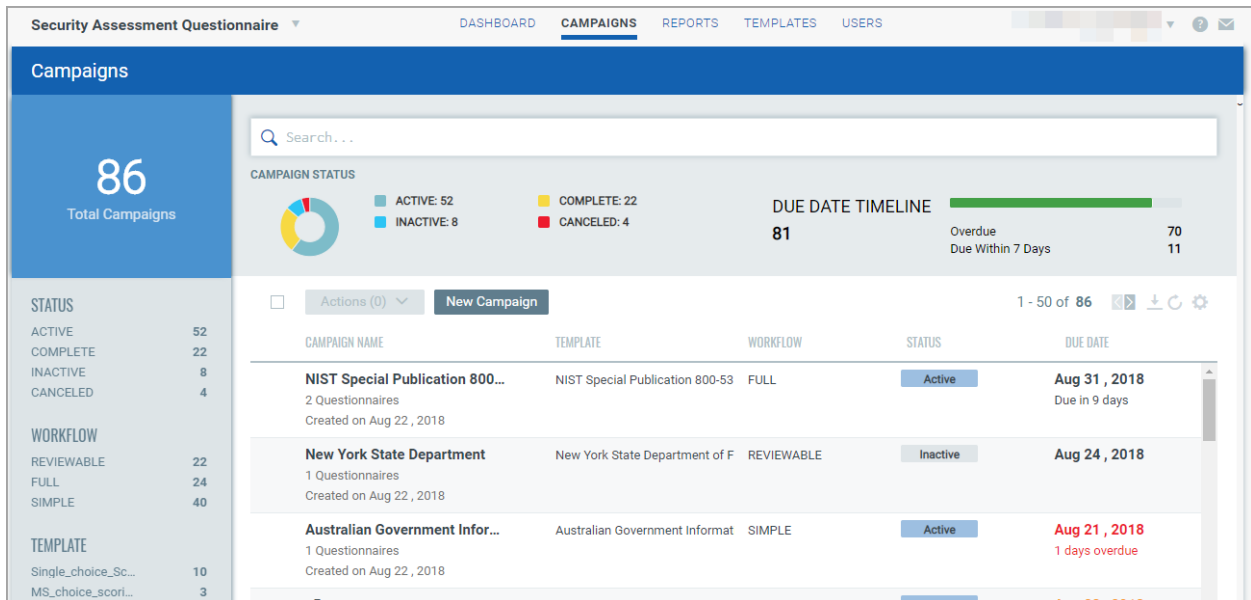 Security Assessment Questionnaire
DASHBOARD CAMPAIGNS REPORTS TEMPLATES USERS
Campaigns
86
Total Campaigns
Search...
CAMPAIGN STATUS
ACTIVE: 52 COMPLETE: 22
INACTIVE: 8 CANCELED: 4
DUE DATE TIMELINE
81
Overdue 70
Due Within 7 Days 11
STATUS
ACTIVE 52
COMPLETE 22
INACTIVE 8
CANCELED 4
WORKFLOW
REVIEWABLE 22
FULL 24
SIMPLE 40
TEMPLATE
Single_choice_Sc... 10
MS_choice_scori... 3
Actions (0) New Campaign 1 - 50 of 86
CAMPAIGN NAME TEMPLATE WORKFLOW STATUS DUE DATE
NIST Special Publication 800... NIST Special Publication 800-53 FULL Active Aug 31 , 2018
2 Questionnaires Due in 9 days
Created on Aug 22 , 2018
New York State Department New York State Department of F REVIEWABLE Inactive Aug 24 , 2018
1 Questionnaires
Created on Aug 22 , 2018
Australian Government Infor... Australian Government Informat SIMPLE Active Aug 21 , 2018
1 Questionnaires 1 days overdue
Created on Aug 22 , 2018